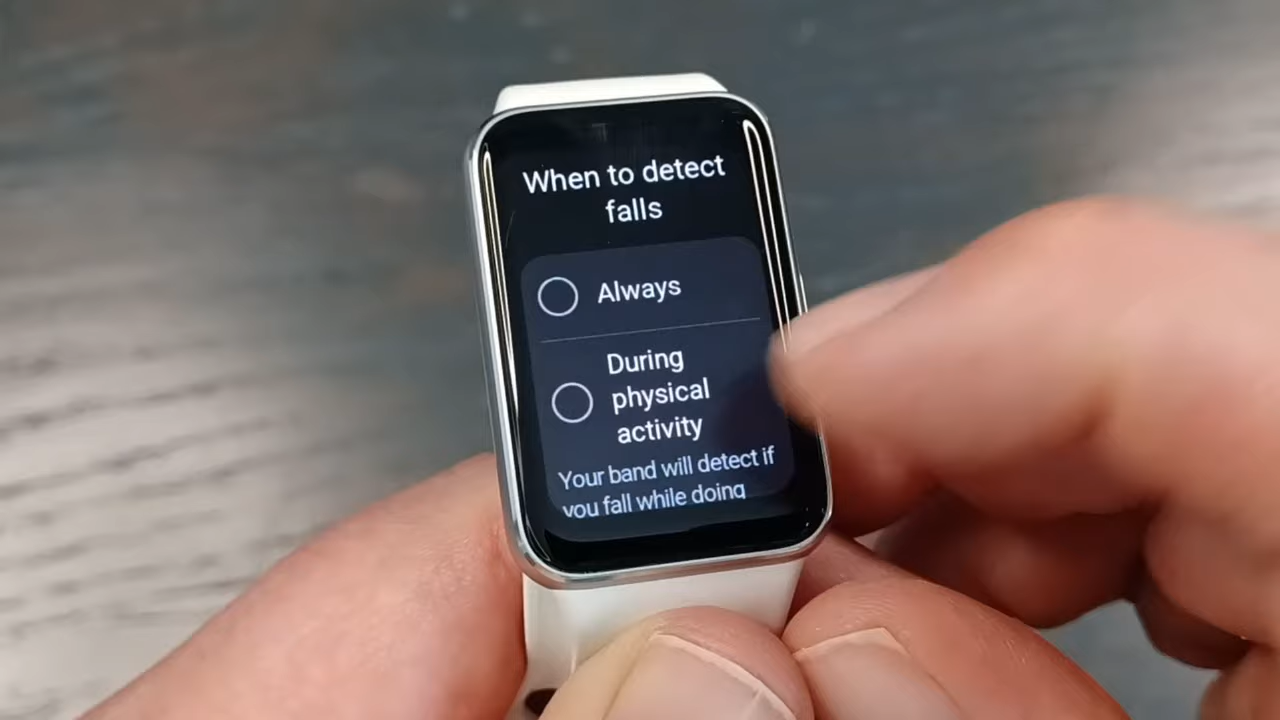 When to detect
falls
Always
During
physical
activity
Your band will detect if
you fall while doing